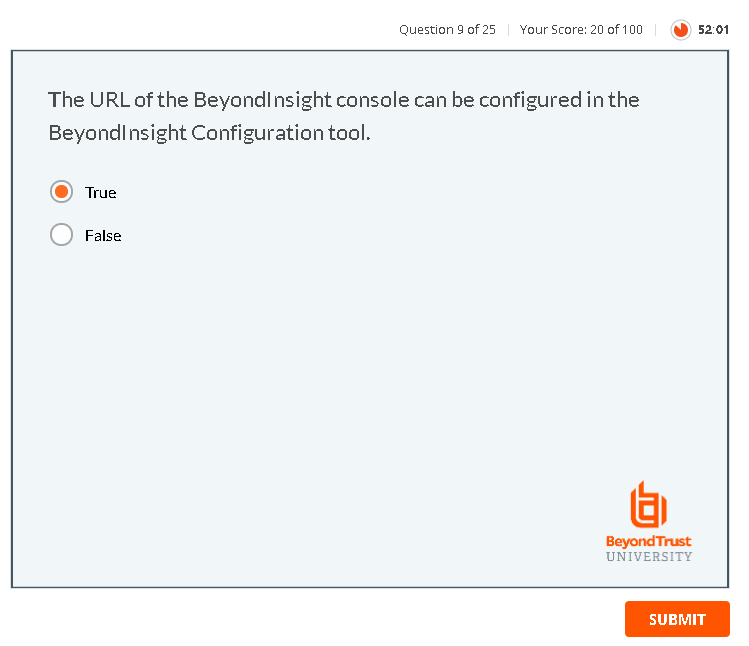 Question 9 of 25 | Your Score: 20 of 100 | 52:01
The URL of the BeyondInsight console can be configured in the
BeyondInsight Configuration tool.
True
False
BeyondTrust
UNIVERSITY
SUBMIT